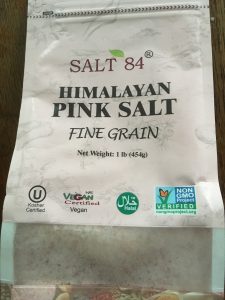 SALT 84®
HIMALAYAN
PINK SALT
FINE GRAIN
Net Weight: 1 lb (454g)
U
Kosher
Certified
VEGAN
Certified
Vegan
حلال
Halal
NON
GMO
Project
VERIFIED
nongmoproject.org